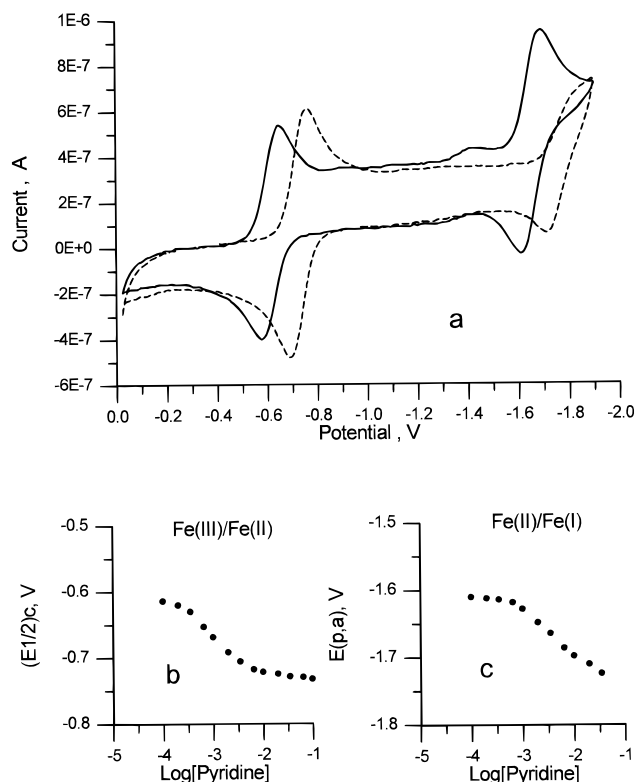 1E-6
8E-7
6E-7
4E-7
2E-7
0E+0
-2E-7
-4E-7
-6E-7
Current , A
a
0.0 -0.2 -0.4 -0.6 -0.8 -1.0 -1.2 -1.4 -1.6 -1.8 -2.0
Potential , V
Fe(III)/Fe(II)
-0.5
-0.6
-0.7
-0.8
(E1/2)c, V
b
-5 -4 -3 -2 -1
Log[Pyridine]
Fe(II)/Fe(I)
-1.5
-1.6
-1.7
-1.8
E(p,a), V
c
-5 -4 -3 -2 -1
Log[Pyridine]